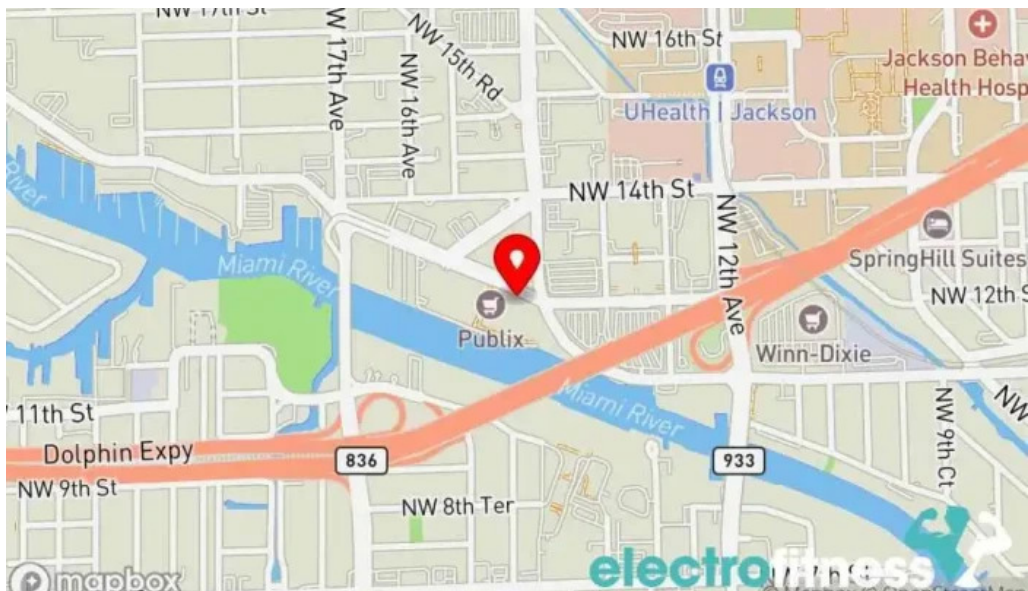 NW 17th St
NW 15th Rd
NW 16th St
Jackson Behav
Health Hosp
W 17th Ave
NW 16th Ave
UHealth | Jackson
NW 14th St
River
Miami River
NW 12th Ave
SpringHill Suites
NW 12th S
Publix
Winn-Dixie
Miami River
11th St
NW 9th Ct
NW
Dolphin Expy
836
933
NW 9th St
NW 8th Ter
electrofitness
mapbox